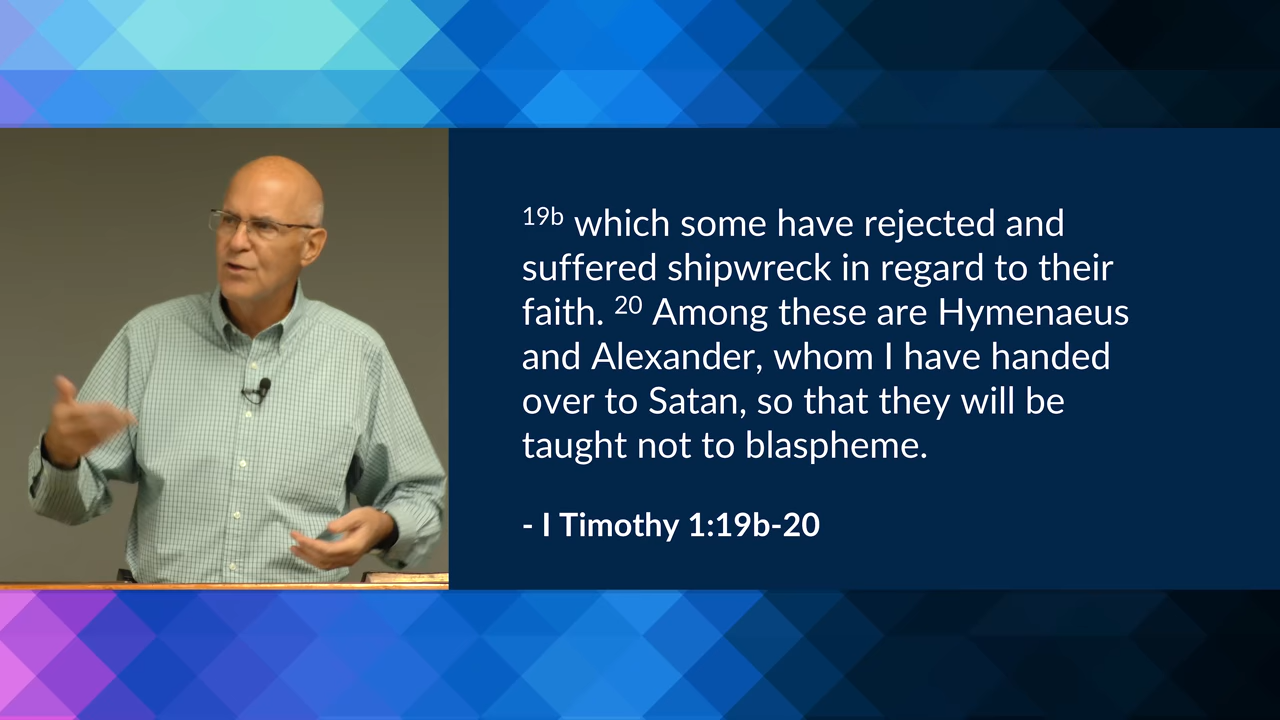 19b which some have rejected and
suffered shipwreck in regard to their
faith. 20 Among these are Hymenaeus
and Alexander, whom I have handed
over to Satan, so that they will be
taught not to blaspheme.
- I Timothy 1:19b-20